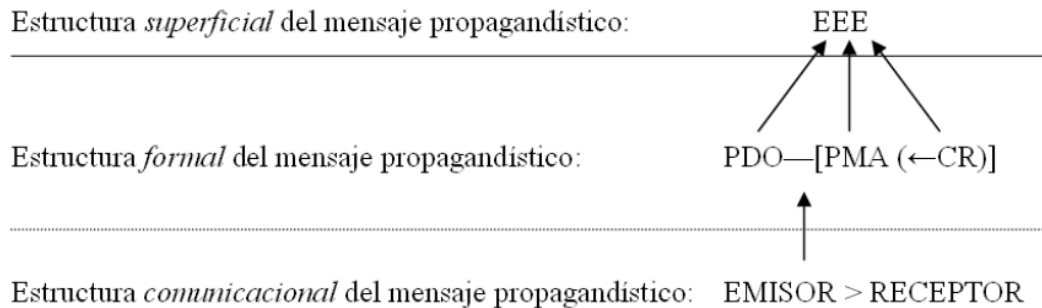 Estructura superficial del mensaje propagandístico: EEE
Estructura formal del mensaje propagandístico: PDO—[PMA (←CR)]
Estructura comunicacional del mensaje propagandístico: EMISOR > RECEPTOR